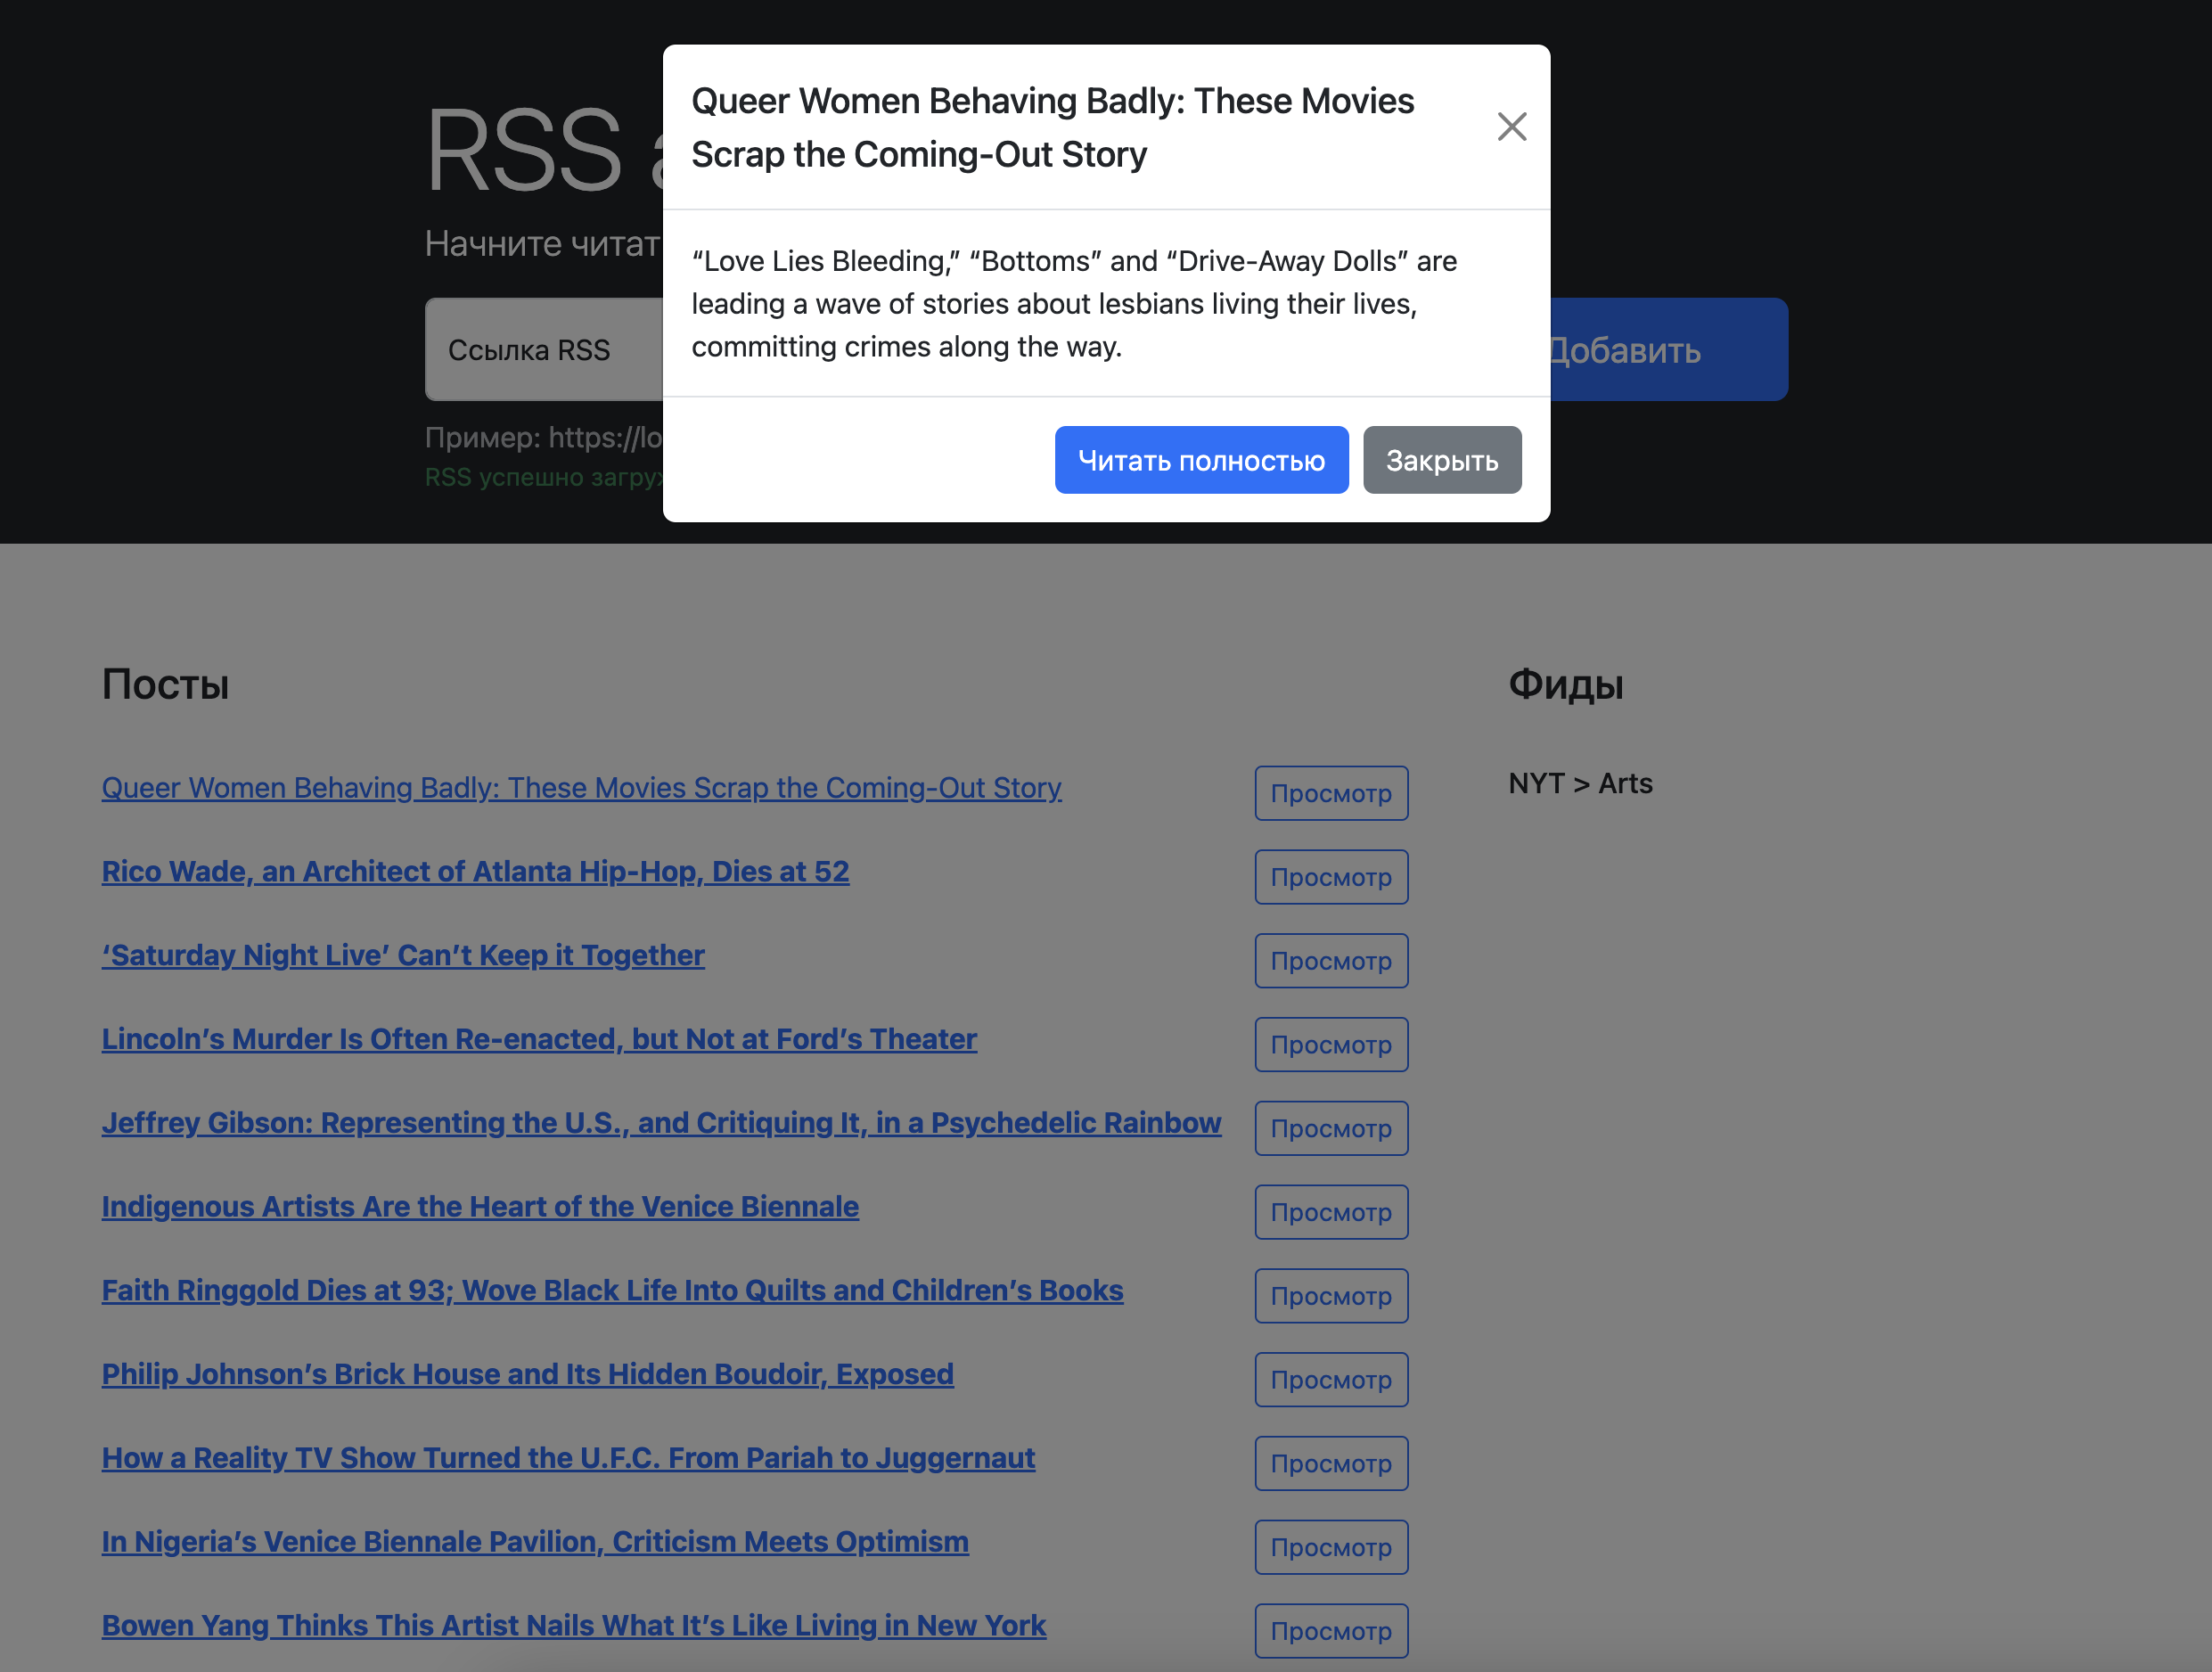 RSS
Начните читат
Ссылка RSS
Добавить
Пример: https://lo
RSS успешно загру
Queer Women Behaving Badly: These Movies
Scrap the Coming-Out Story
“Love Lies Bleeding,” “Bottoms” and “Drive-Away Dolls” are
leading a wave of stories about lesbians living their lives,
committing crimes along the way.
Читать полностью
Закрыть
Посты
Queer Women Behaving Badly: These Movies Scrap the Coming-Out Story
Просмотр
Rico Wade, an Architect of Atlanta Hip-Hop, Dies at 52
Просмотр
‘Saturday Night Live’ Can’t Keep it Together
Просмотр
Lincoln’s Murder Is Often Re-enacted, but Not at Ford’s Theater
Просмотр
Jeffrey Gibson: Representing the U.S., and Critiquing It, in a Psychedelic Rainbow
Просмотр
Indigenous Artists Are the Heart of the Venice Biennale
Просмотр
Faith Ringgold Dies at 93; Wove Black Life Into Quilts and Children’s Books
Просмотр
Philip Johnson’s Brick House and Its Hidden Boudoir, Exposed
Просмотр
How a Reality TV Show Turned the U.F.C. From Pariah to Juggernaut
Просмотр
In Nigeria’s Venice Biennale Pavilion, Criticism Meets Optimism
Просмотр
Bowen Yang Thinks This Artist Nails What It’s Like Living in New York
Просмотр
Фиды
NYT > Arts